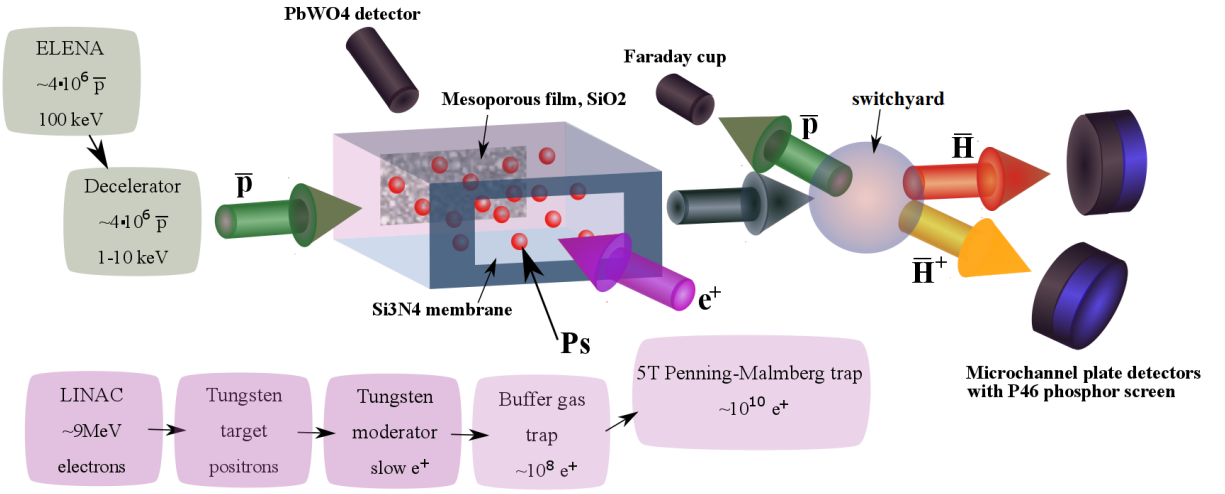 PbWO4 detector
ELENA
~4·10⁶ p̅
100 keV
Decelerator
~4·10⁶ p̅
1-10 keV
p̅
Mesoporous film, SiO2
Si3N4 membrane
Ps
e⁺
Faraday cup
p̅
switchyard
H̅
H̅⁺
Microchannel plate detectors
with P46 phosphor screen
LINAC
~9MeV
electrons
Tungsten
target
positrons
Tungsten
moderator
slow e⁺
Buffer gas
trap
~10⁸ e⁺
5T Penning-Malmberg trap
~10¹⁰ e⁺